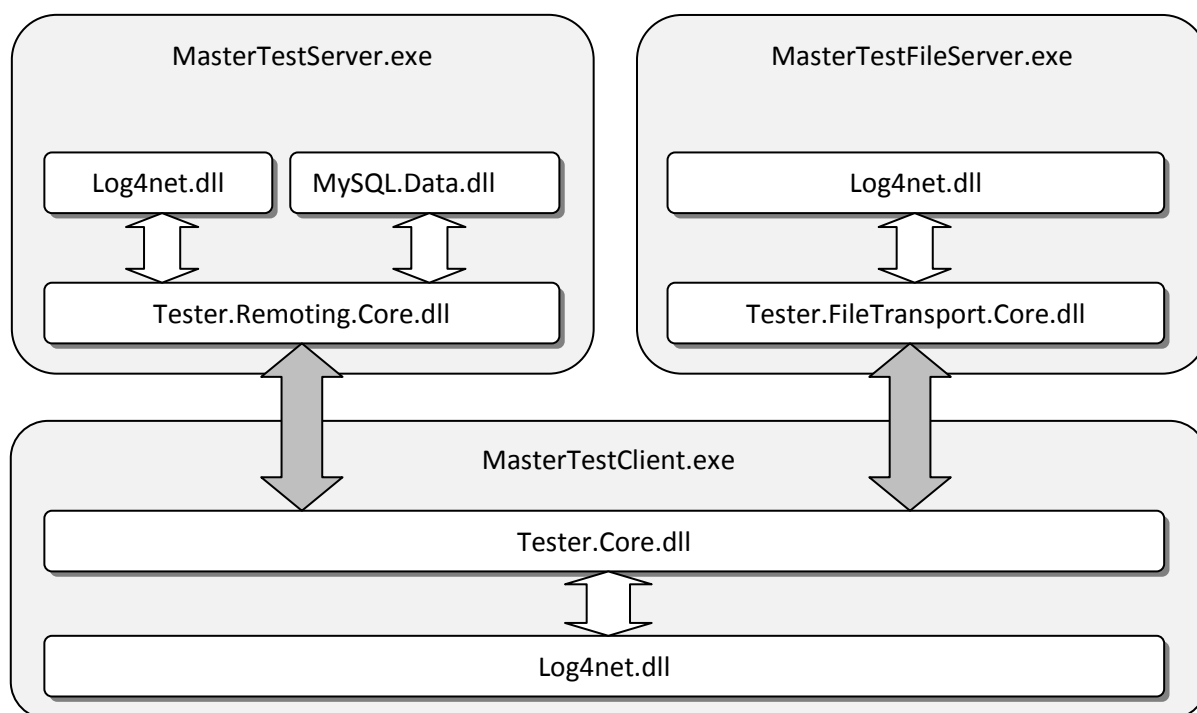 MasterTestServer.exe
Log4net.dll
MySQL.Data.dll
Tester.Remoting.Core.dll
MasterTestFileServer.exe
Log4net.dll
Tester.FileTransport.Core.dll
MasterTestClient.exe
Tester.Core.dll
Log4net.dll